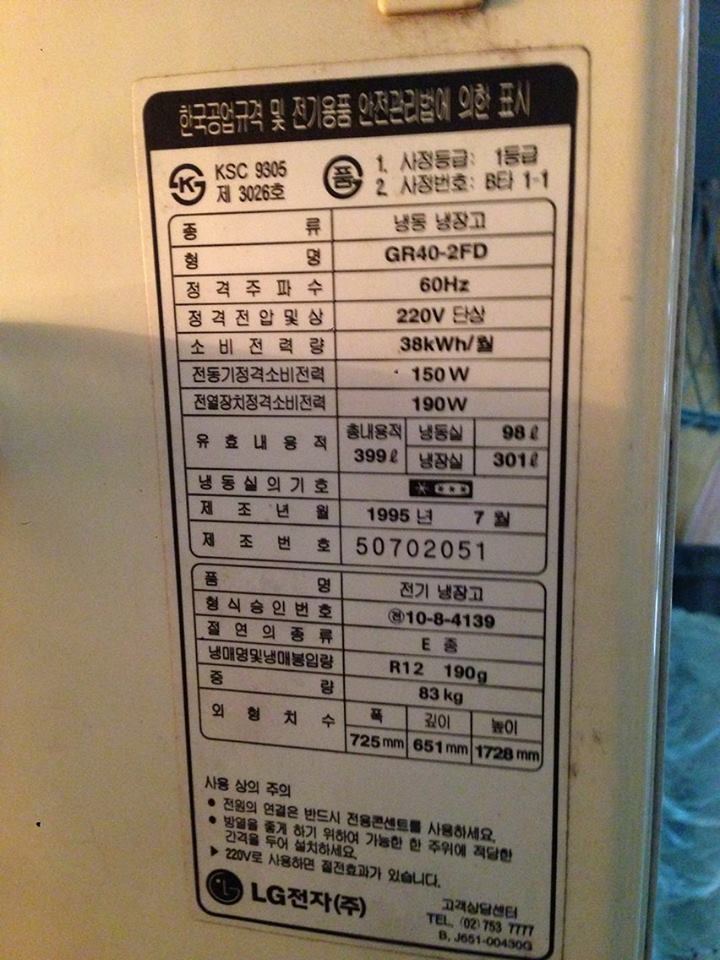 한국공업규격 및 전기용품 안전관리법에 의한 표시
KSC 9305
제 3026호
품
1. 사정등급: 1등급
2. 사정번호: B타 1-1
종 류 냉동 냉장고
형 명 GR40-2FD
정격주파수 60Hz
정격전압및상 220V 단상
소비전력량 38kWh/월
전동기정격소비전력 150W
전열장치정격소비전력 190W
유효내용적 총내용적 399ℓ 냉동실 98ℓ
냉장실 301ℓ
냉동실의기호 * ***
제조년월 1995년 7월
제조번호 50702051
품 명 전기 냉장고
형식승인번호 ㉠10-8-4139
절연의종류 E 종
냉매명및냉매봉입량 R12 190g
중 량 83kg
외형치수 폭 깊이 높이
725mm 651mm 1728mm
사용 상의 주의
• 전원의 연결은 반드시 전용콘센트를 사용하세요.
• 방열을 좋게 하기 위하여 가능한 한 주위에 적당한
간격을 두어 설치하세요.
▶ 220V로 사용하면 절전효과가 있습니다.
LG전자(주)
고객상담센터
TEL. (02) 753 7777
B, J651-00430G